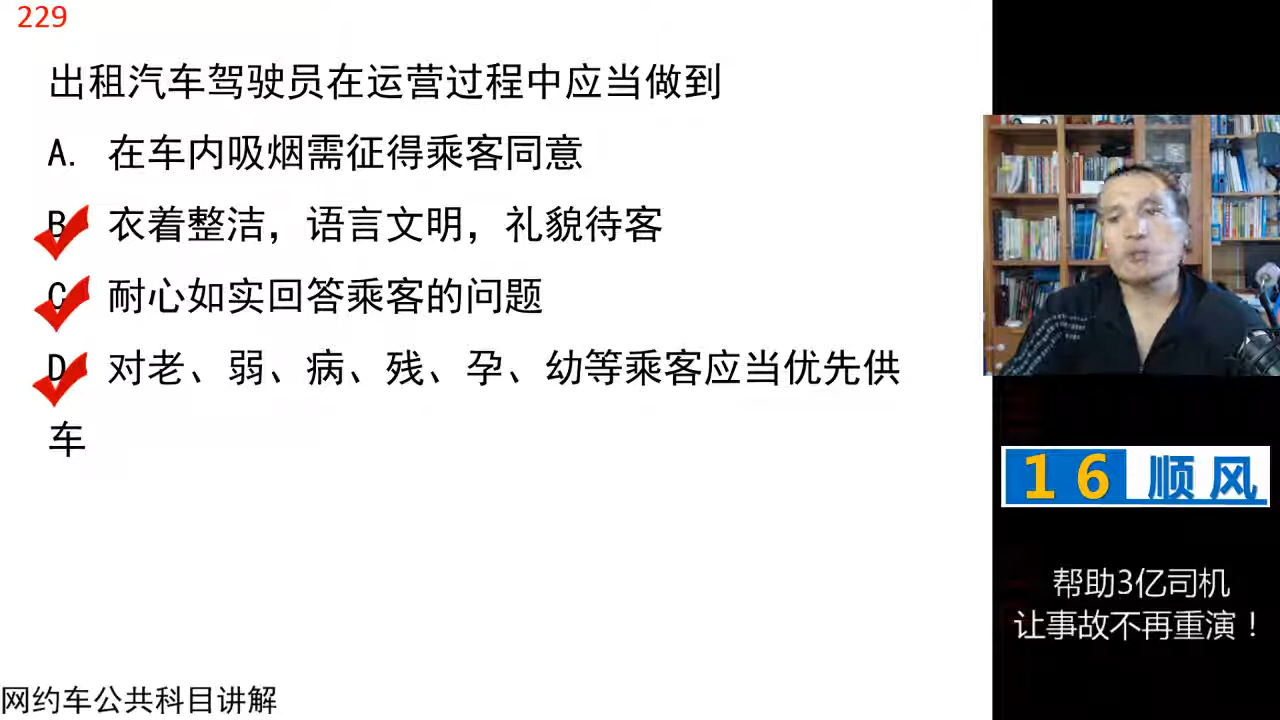 229
出租汽车驾驶员在运营过程中应当做到
A. 在车内吸烟需征得乘客同意
B. 衣着整洁，语言文明，礼貌待客
C. 耐心如实回答乘客的问题
D. 对老、弱、病、残、孕、幼等乘客应当优先供
车
16 顺风
帮助3亿司机
让事故不再重演！
网约车公共科目讲解